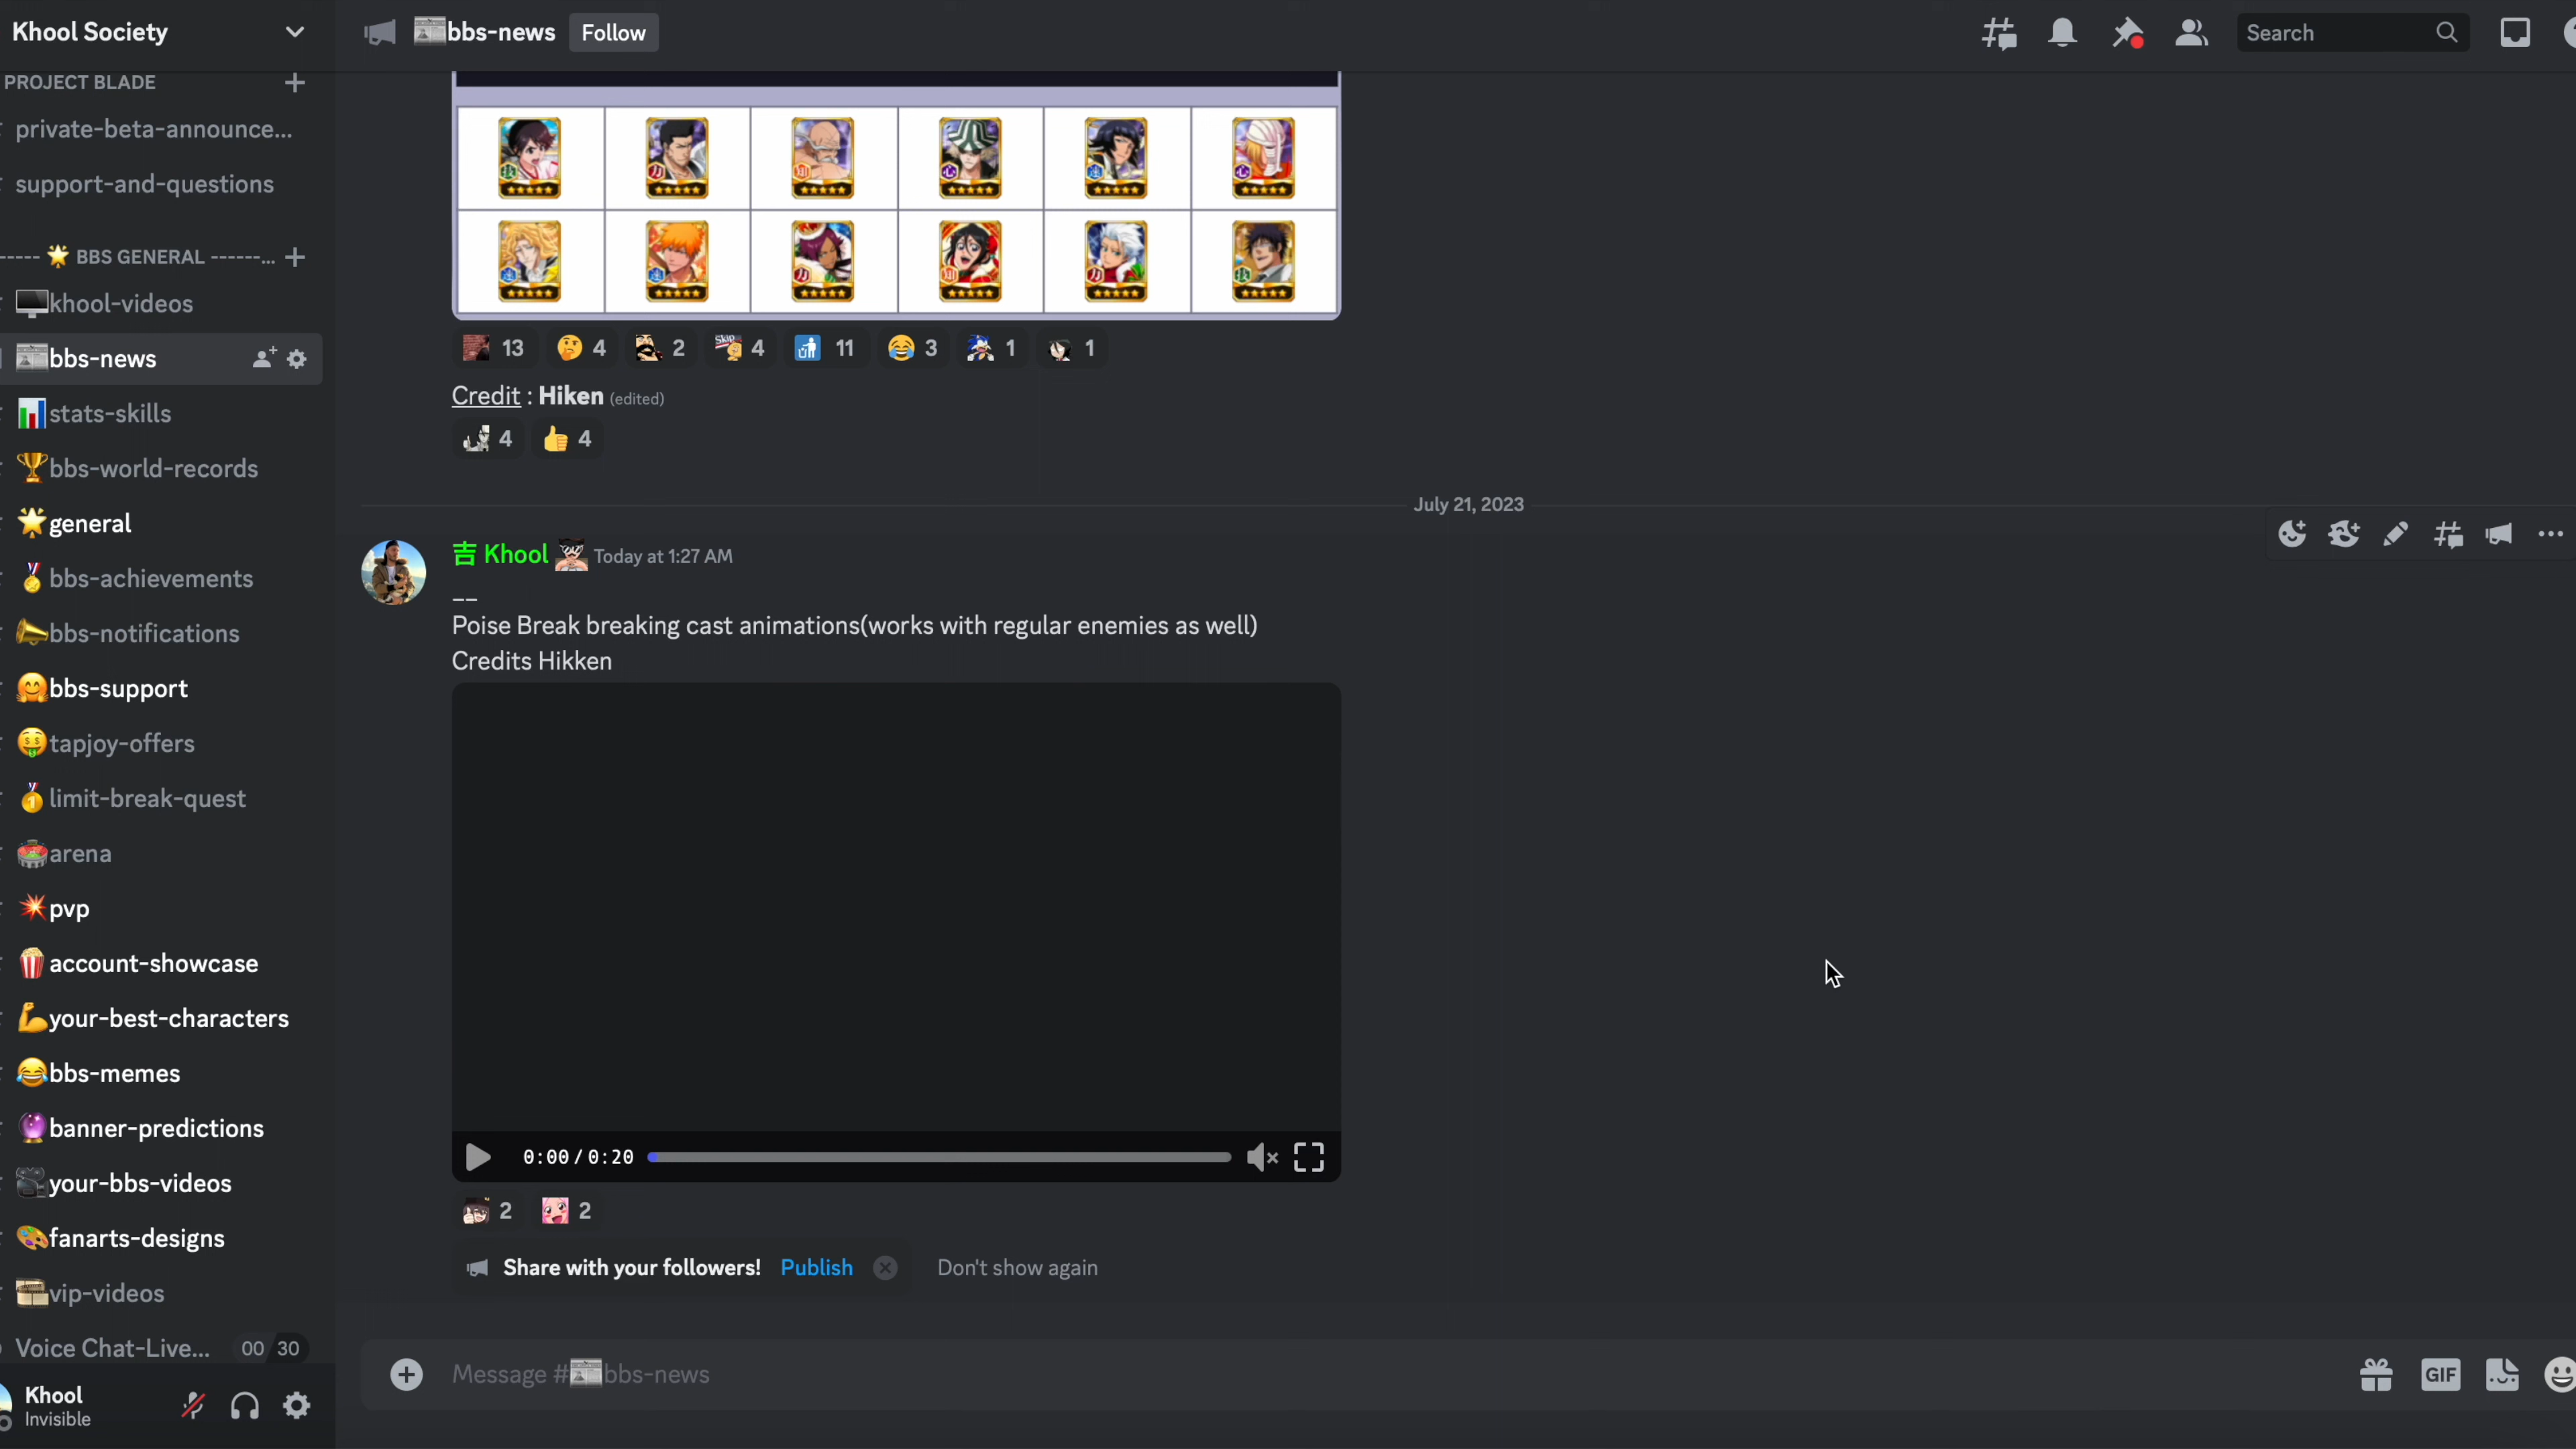 Khool Society
PROJECT BLADE
private-beta-announce...
support-and-questions
----- 🌟 BBS GENERAL ------...
khool-videos
bbs-news
stats-skills
bbs-world-records
general
bbs-achievements
bbs-notifications
bbs-support
tapjoy-offers
limit-break-quest
arena
pvp
account-showcase
your-best-characters
bbs-memes
banner-predictions
your-bbs-videos
fanarts-designs
vip-videos
Voice Chat-Live... 00 30
Khool
Invisible
bbs-news Follow
Search
13 4 2 4 11 3 1 1
Credit : Hiken (edited)
4 4
July 21, 2023
吉 Khool Today at 1:27 AM
__
Poise Break breaking cast animations(works with regular enemies as well)
Credits Hikken
0:00 / 0:20
2 2
Share with your followers! Publish Don't show again
Message #bbs-news
GIF